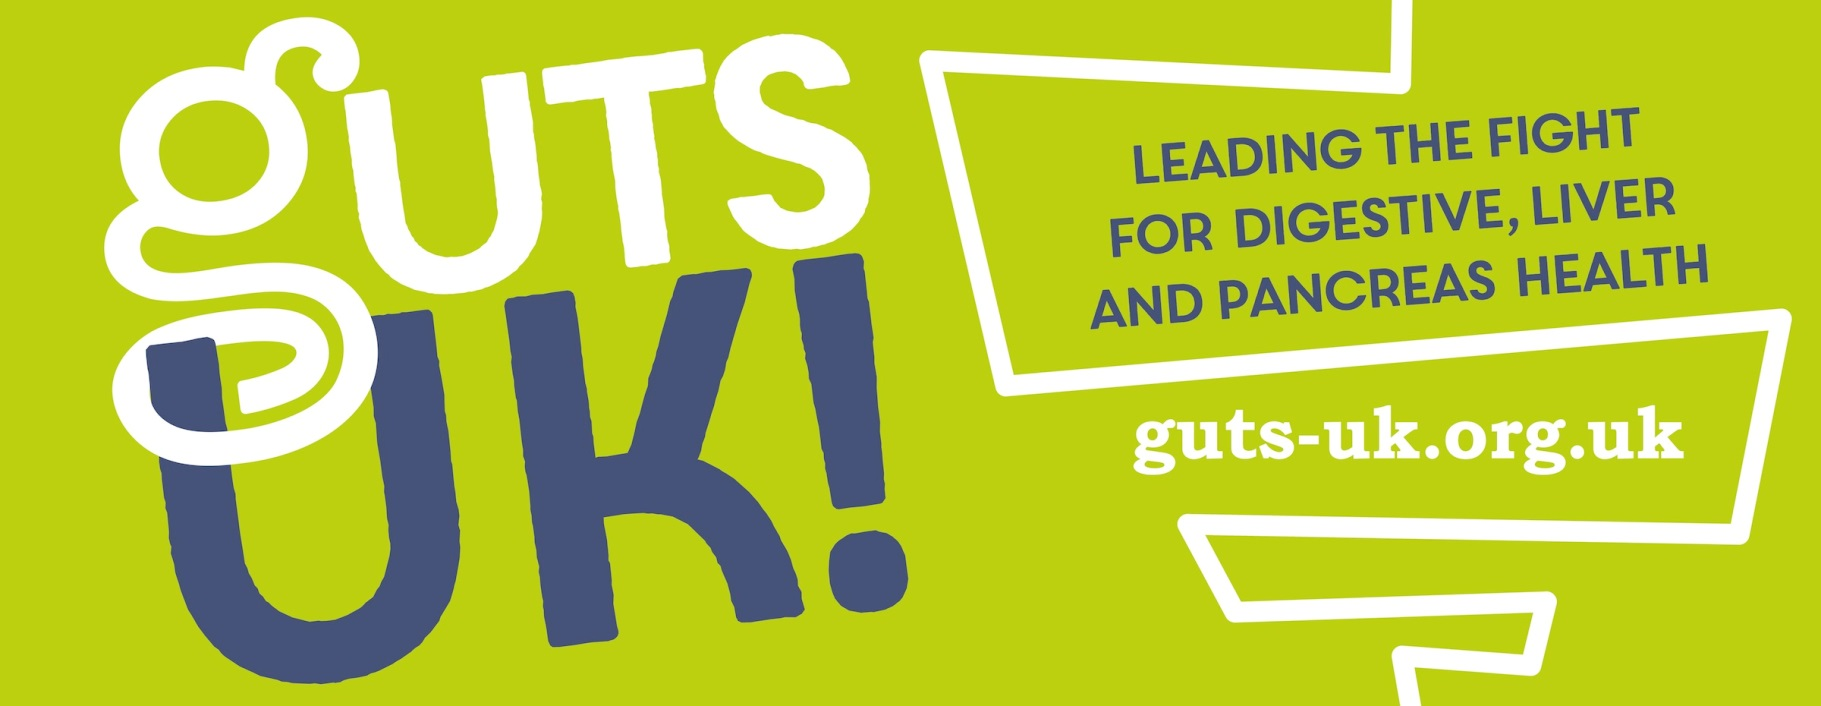 guts
UK!
LEADING THE FIGHT
FOR DIGESTIVE, LIVER
AND PANCREAS HEALTH
guts-uk.org.uk